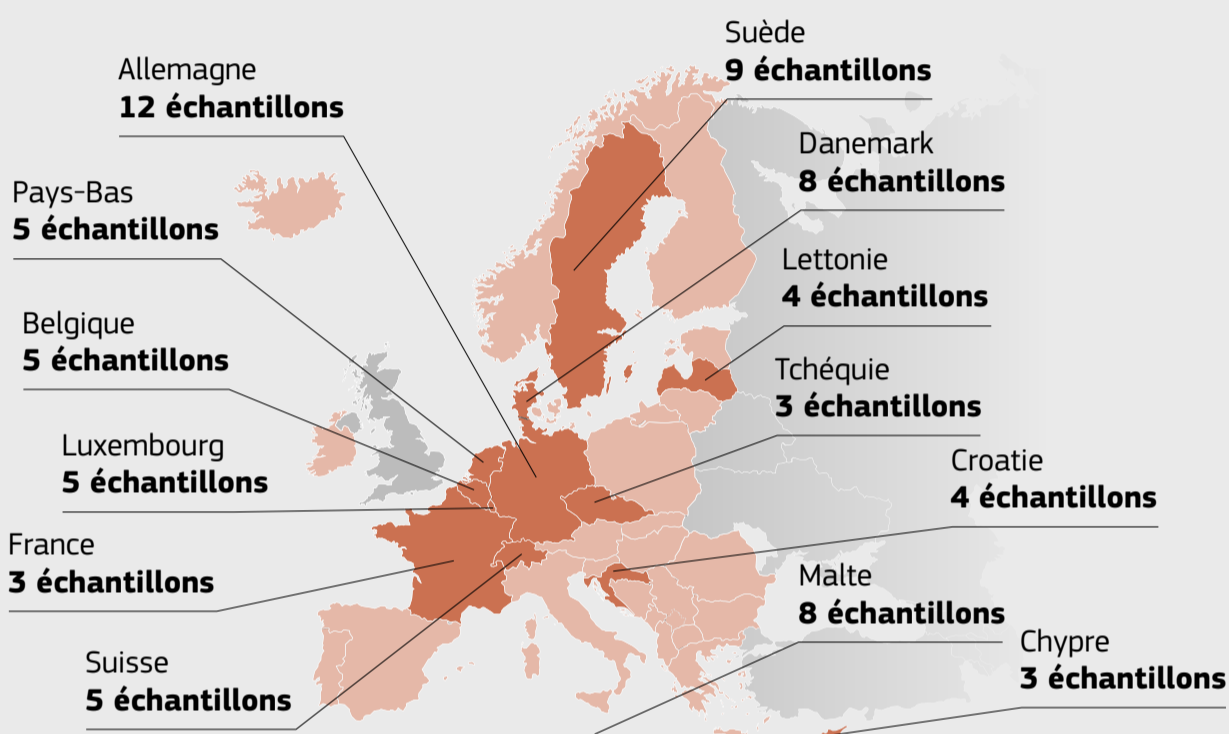 Allemagne
12 échantillons
Pays-Bas
5 échantillons
Belgique
5 échantillons
Luxembourg
5 échantillons
France
3 échantillons
Suisse
5 échantillons
Suède
9 échantillons
Danemark
8 échantillons
Lettonie
4 échantillons
Tchéquie
3 échantillons
Croatie
4 échantillons
Malte
8 échantillons
Chypre
3 échantillons